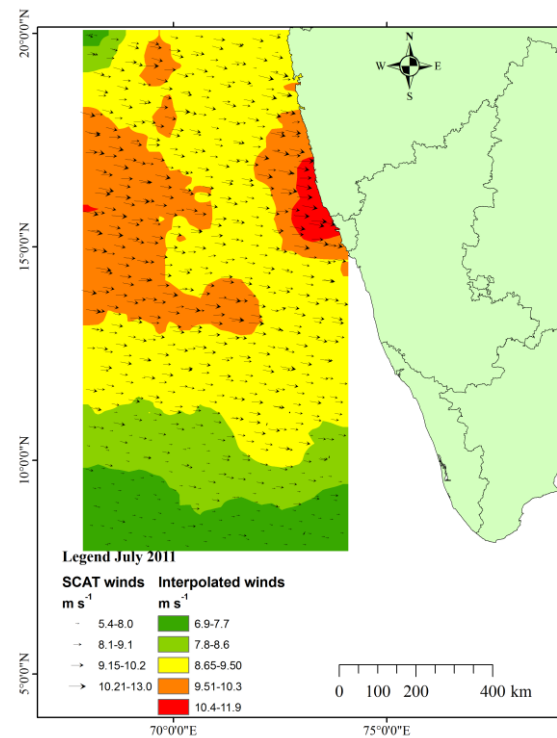 20°0'0"N
N
W E
S
15°0'0"N
10°0'0"N
Legend July 2011
SCAT winds Interpolated winds
m s-1 m s-1
5.4-8.0 6.9-7.7
8.1-9.1 7.8-8.6
9.15-10.2 8.65-9.50
10.21-13.0 9.51-10.3
10.4-11.9
5°0'0"N
0 100 200 400 km
70°0'0"E 75°0'0"E